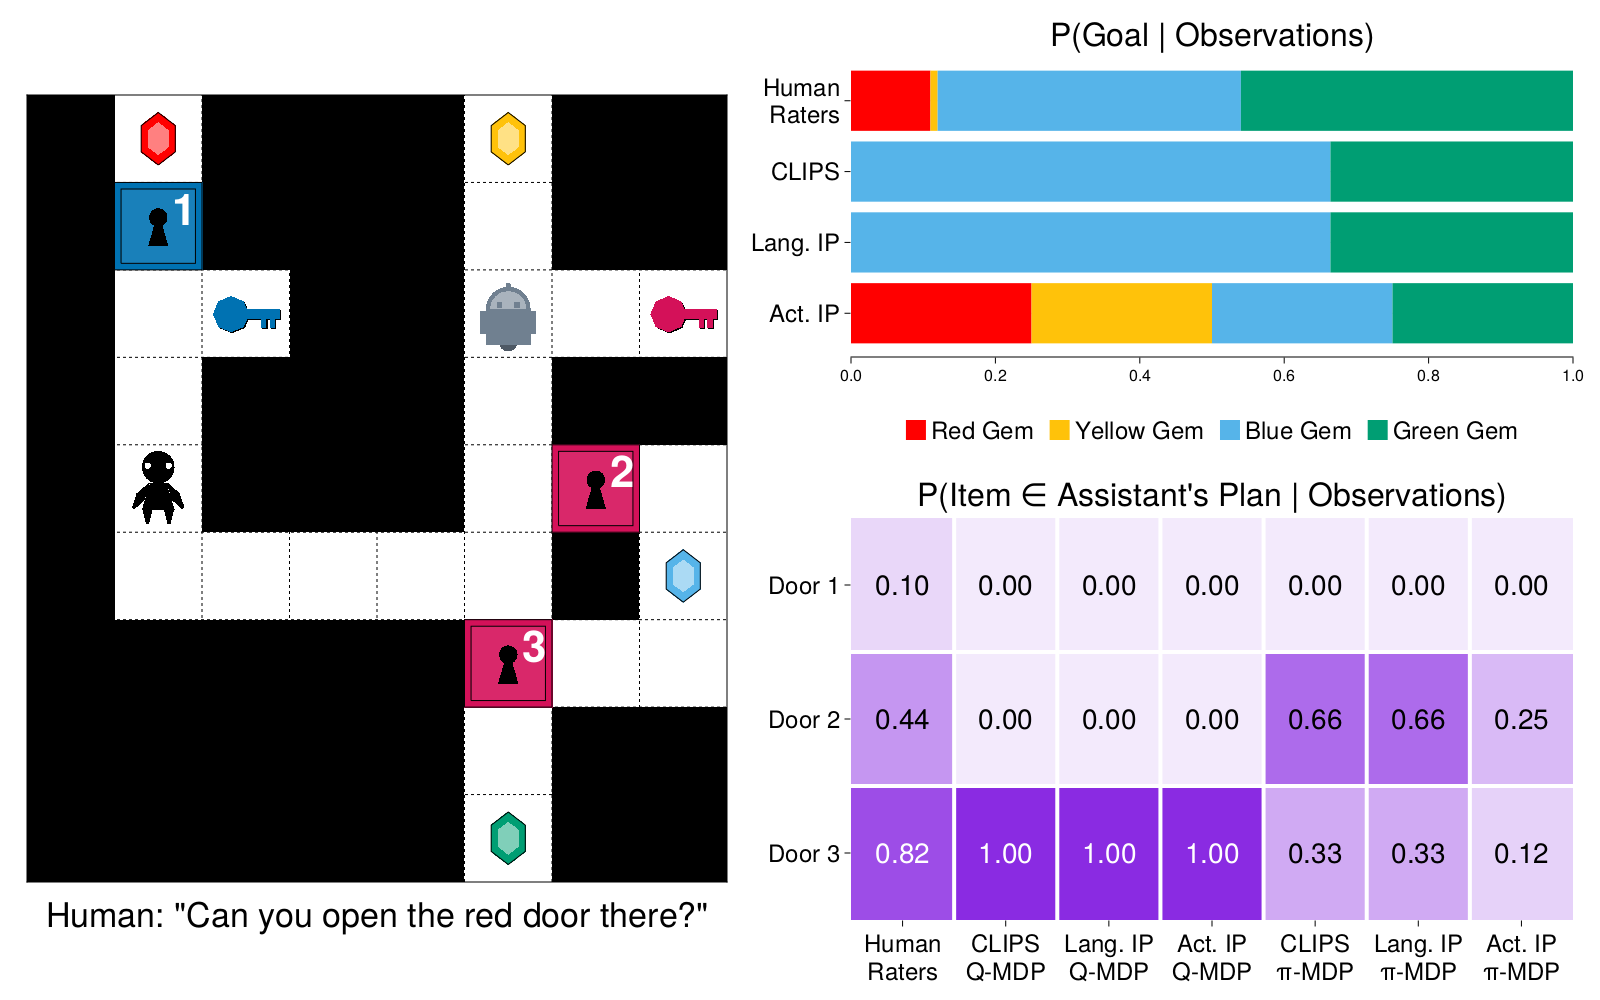 1
2
3
Human: "Can you open the red door there?"
P(Goal | Observations)
Human
Raters
CLIPS
Lang. IP
Act. IP
0.0 0.2 0.4 0.6 0.8 1.0
Red Gem Yellow Gem Blue Gem Green Gem
P(Item ∈ Assistant's Plan | Observations)
Door 1 0.10 0.00 0.00 0.00 0.00 0.00 0.00
Door 2 0.44 0.00 0.00 0.00 0.66 0.66 0.25
Door 3 0.82 1.00 1.00 1.00 0.33 0.33 0.12
Human CLIPS Lang. IP Act. IP CLIPS Lang. IP Act. IP
Raters Q-MDP Q-MDP Q-MDP π-MDP π-MDP π-MDP